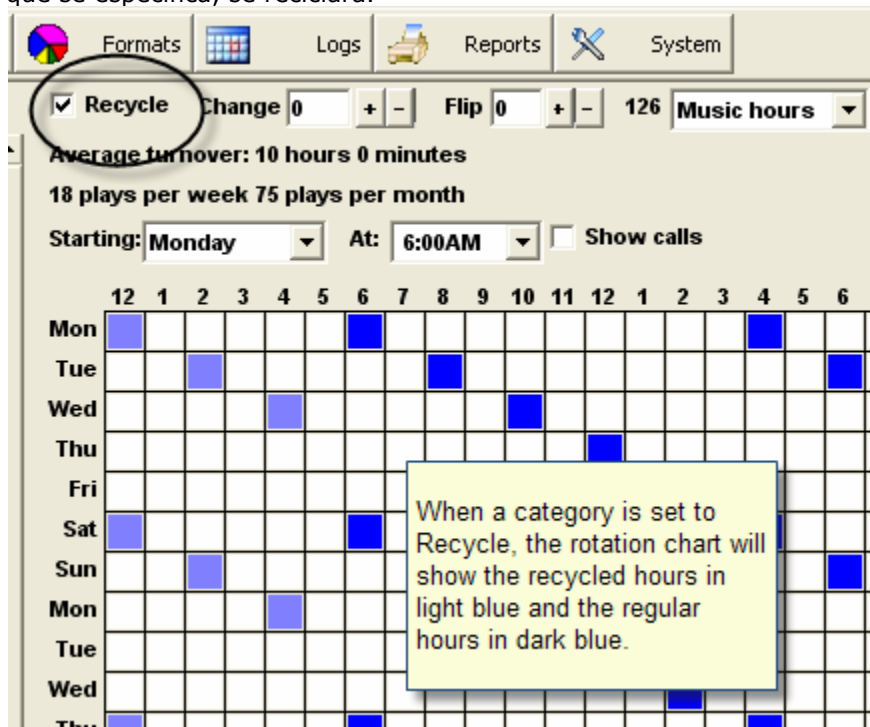 que se especifica, se reciclará.
Formats Logs Reports System
Recycle Change 0 + - Flip 0 + - 126 Music hours
Average turnover: 10 hours 0 minutes
18 plays per week 75 plays per month
Starting: Monday At: 6:00AM Show calls
12 1 2 3 4 5 6 7 8 9 10 11 12 1 2 3 4 5 6
Mon
Tue
Wed
Thu
Fri
Sat
Sun
Mon
Tue
Wed
Thu
When a category is set to
Recycle, the rotation chart will
show the recycled hours in
light blue and the regular
hours in dark blue.